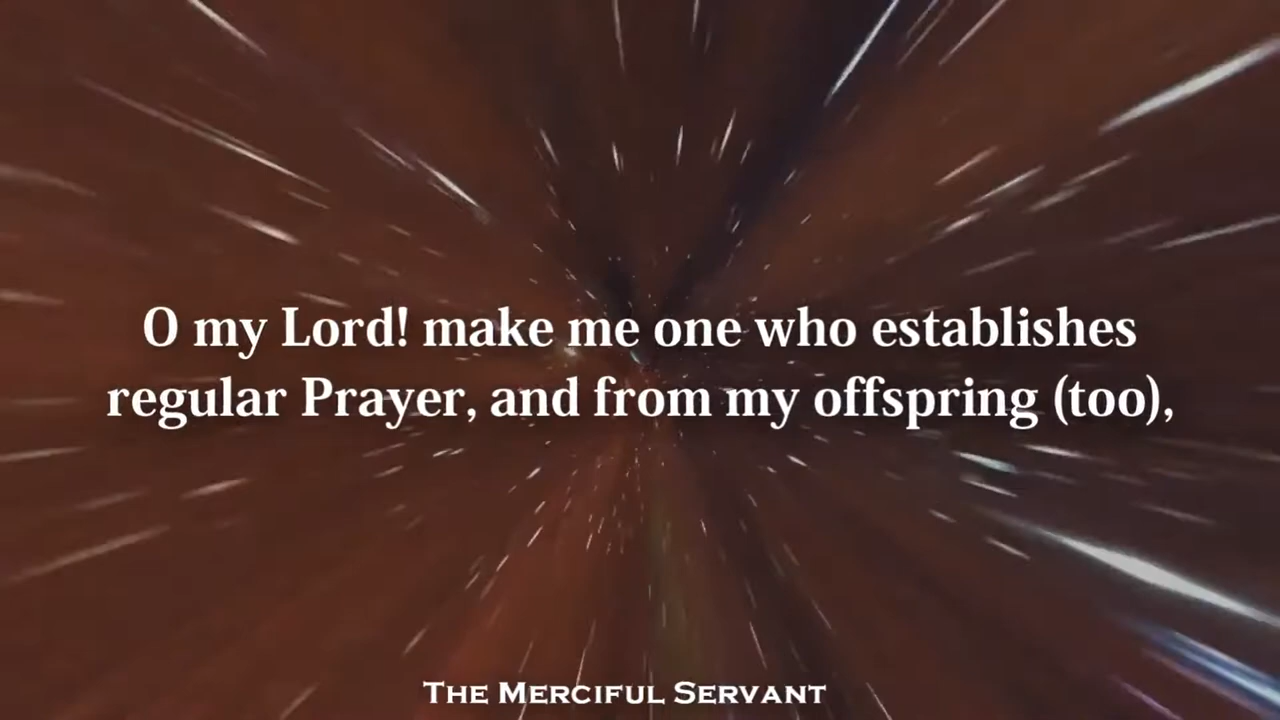 O my Lord! make me one who establishes
regular Prayer, and from my offspring (too),
The Merciful Servant